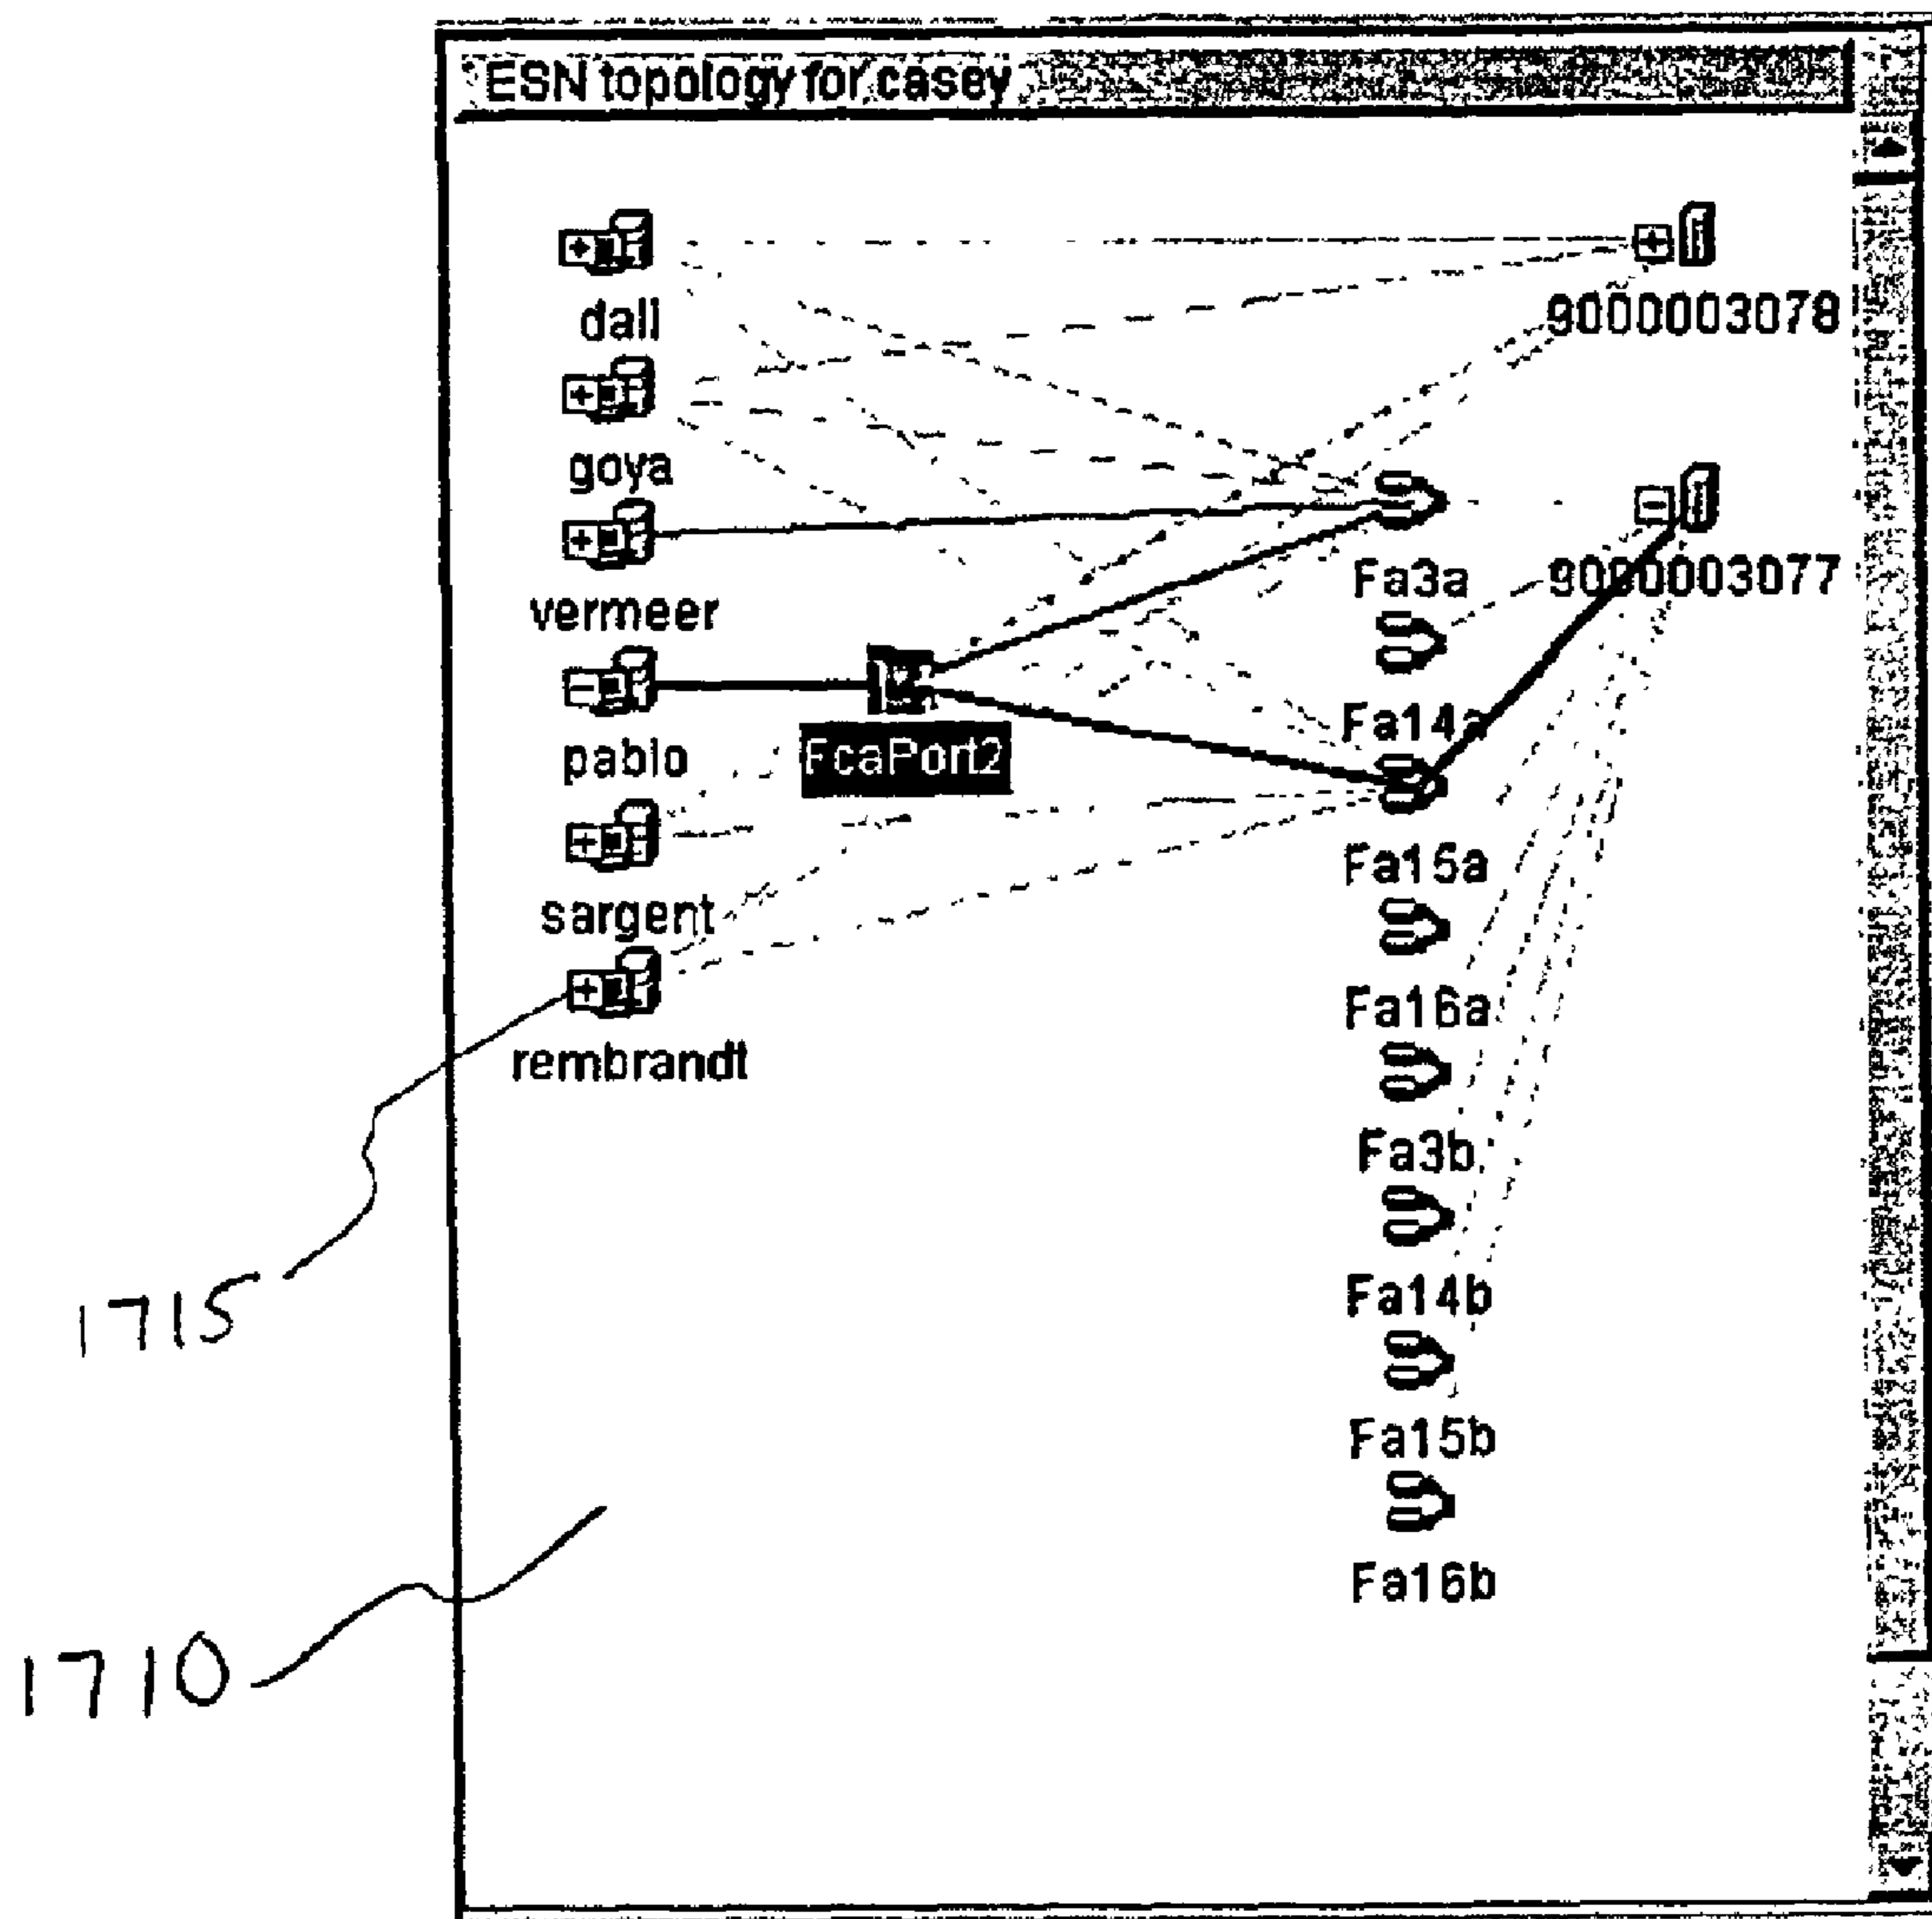 ESN topology for casey
dali
9000003078
goya
Fa3a
9000003077
vermeer
Fa14a
pablo
FcaPort2
Fa15a
sargent
Fa16a
rembrandt
Fa3b
Fa14b
1715
Fa15b
Fa16b
1710